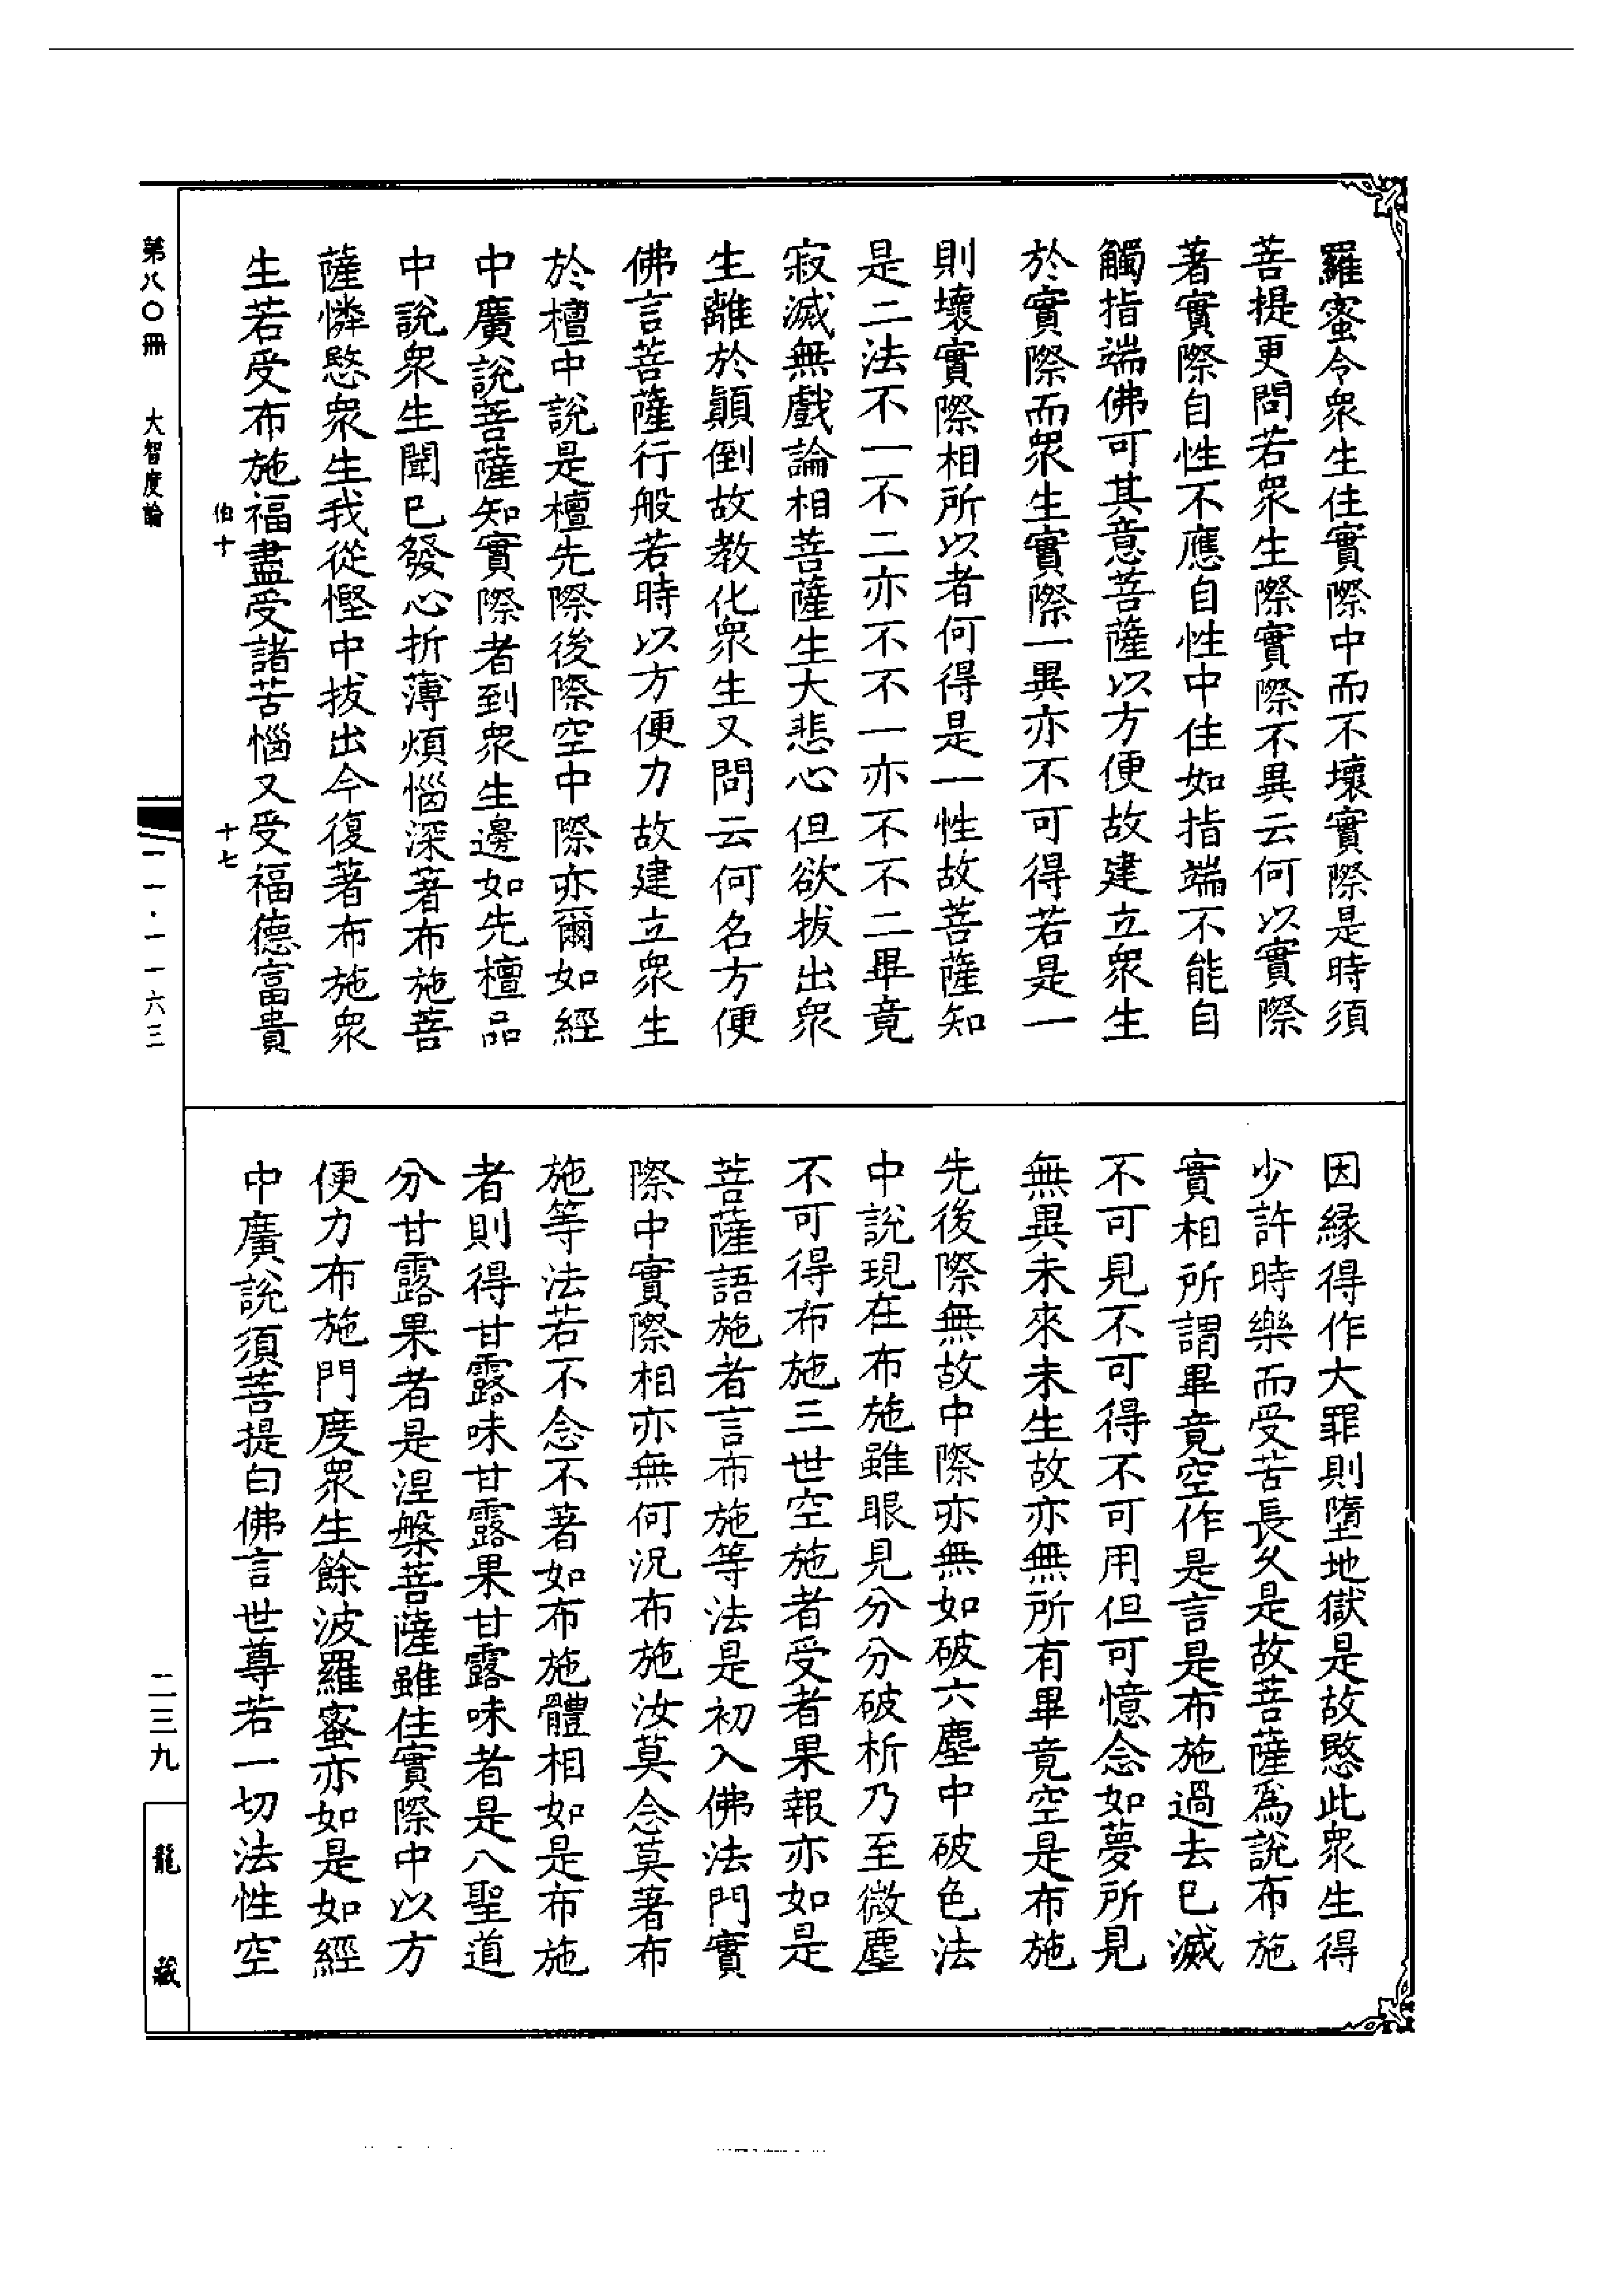 羅蜜令衆生住實際中而不壞實際是時須
菩提更問若衆生際實際不異云何以實際
著實際自性不應自性中住如指端不能自
觸指端佛可其意菩薩以方便故建立衆生
於實際而衆生實際一異亦不可得若是一
則壞實際相所以者何得是一性故菩薩知
是二法不一不二亦不不一亦不不二畢竟
寂滅無戲論相菩薩生大悲心但欲拔出衆
生離於顛倒故教化衆生又問云何名方便
佛言菩薩行般若時以方便力故建立衆生
於檀中說是檀先際後際空中際亦爾如經
中廣說菩薩知實際者到衆生邊如先檀品
中說衆生聞已發心折薄煩惱深著布施菩
薩憐愍衆生我從慳中拔出今復著布施衆
生若受布施福盡受諸苦惱又受福德富貴
伯十
十七
因緣得作大罪則墮地獄是故愍此衆生得
少許時樂而受苦長久是故菩薩爲說布施
實相所謂畢竟空作是言是布施過去已滅
不可見不可得不可用但可憶念如夢所見
無異未來未生故亦無所有畢竟空是布施
先後際無故中際亦無如破六塵中破色法
中說現在布施雖眼見分分破析乃至微塵
不可得布施三世空施者受者果報亦如是
菩薩語施者言布施等法是初入佛法門實
際中實際相亦無何況布施汝莫念莫著布
施等法若不念不著如布施體相如是布施
者則得甘露味甘露果甘露味者是八聖道
分甘露果者是涅槃菩薩雖住實際中以方
便力布施門度衆生餘波羅蜜亦如是如經
中廣說須菩提白佛言世尊若一切法性空
第八〇冊 大智度論
一一·一一六三
二三九
龍藏